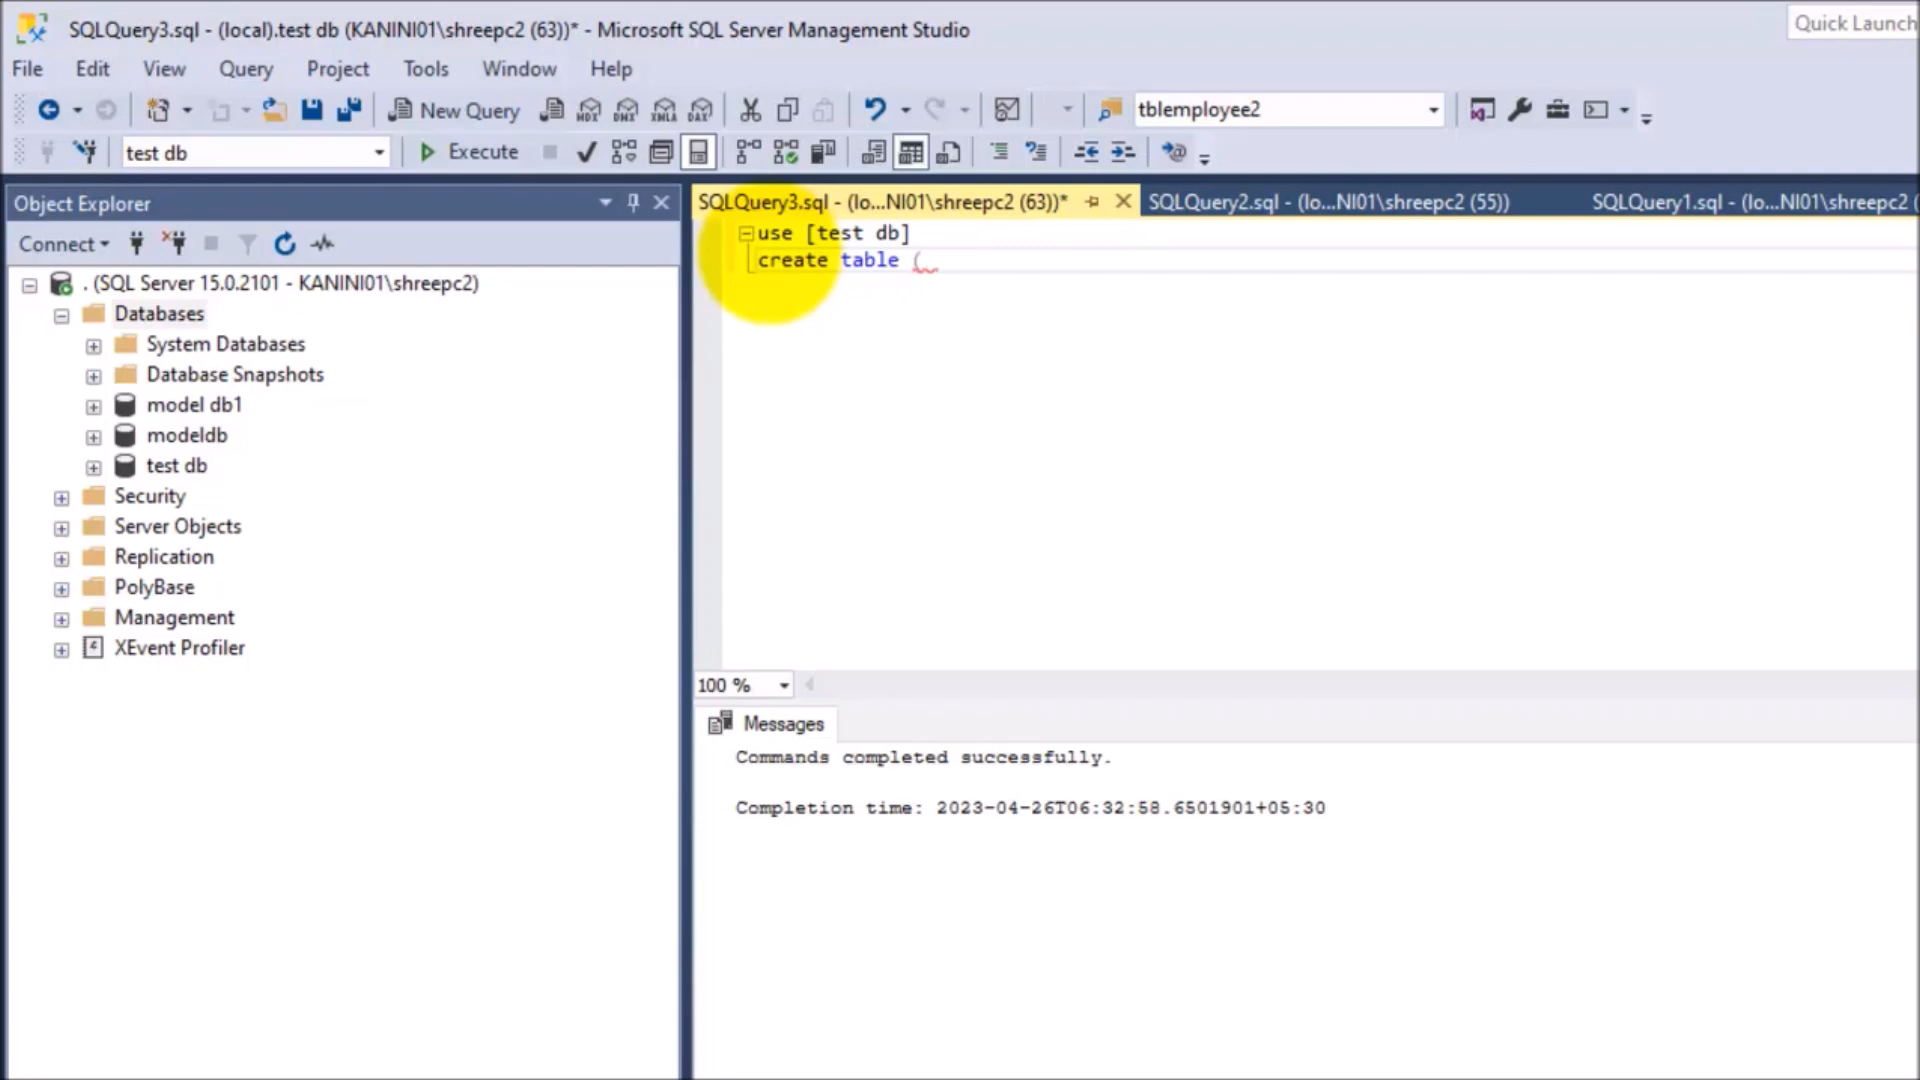 SQLQuery3.sql - (local).test db (KANINI01\shreepc2 (63))* - Microsoft SQL Server Management Studio
Quick Launch
File Edit View Query Project Tools Window Help
New Query MDX DMX XMLA DAX tblemployee2
test db Execute
Object Explorer
SQLQuery3.sql - (lo...NI01\shreepc2 (63))* SQLQuery2.sql - (lo...NI01\shreepc2 (55)) SQLQuery1.sql - (lo...NI01\shreepc2 (
Connect
use [test db]
create table (
. (SQL Server 15.0.2101 - KANINI01\shreepc2)
Databases
System Databases
Database Snapshots
model db1
modeldb
test db
Security
Server Objects
Replication
PolyBase
Management
XEvent Profiler
100 %
Messages
Commands completed successfully.
Completion time: 2023-04-26T06:32:58.6501901+05:30